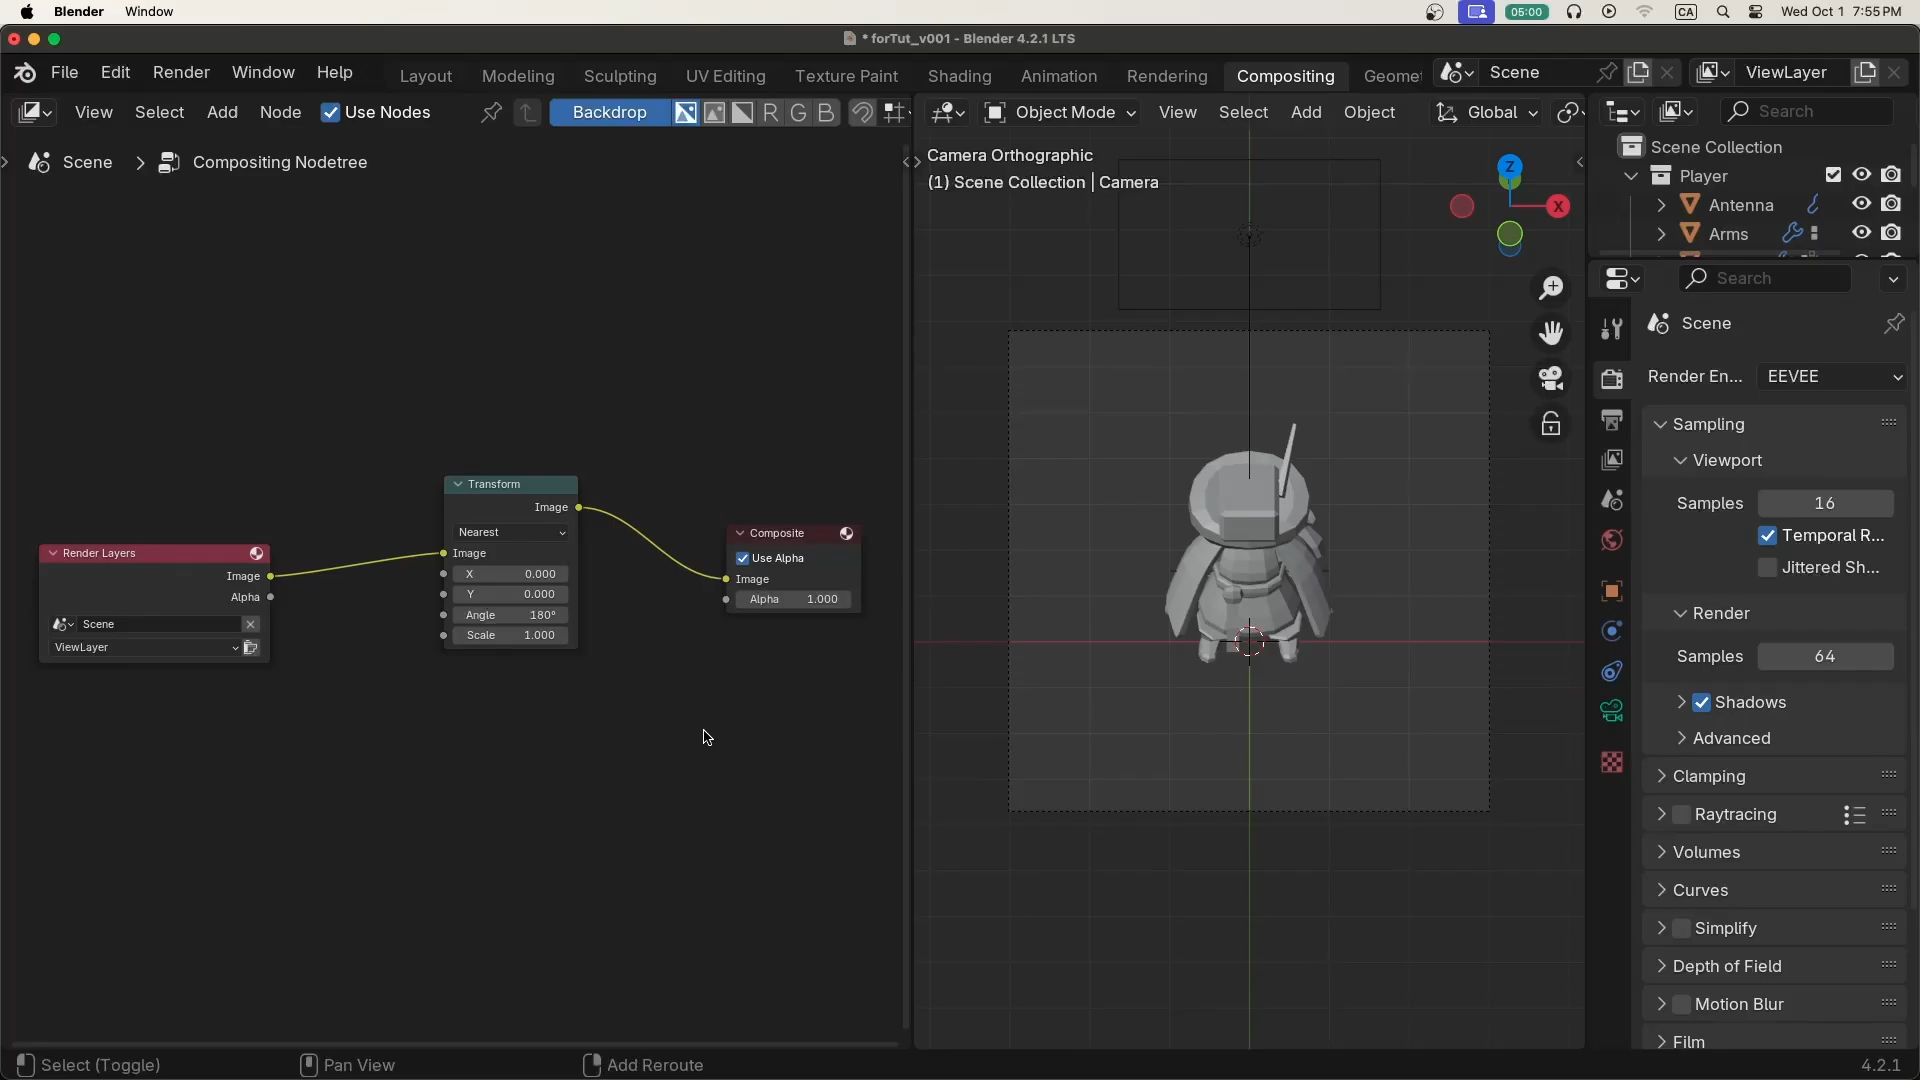 Blender Window 05:00 CA Wed Oct 1 7:55 PM
* forTut_v001 - Blender 4.2.1 LTS
File Edit Render Window Help Layout Modeling Sculpting UV Editing Texture Paint Shading Animation Rendering Compositing Geomet Scene ViewLayer
View Select Add Node Use Nodes Backdrop R G B
Scene > Compositing Nodetree
Render Layers
Image
Alpha
Scene
ViewLayer
Transform
Image
Nearest
Image
X 0.000
Y 0.000
Angle 180°
Scale 1.000
Composite
Use Alpha
Image
Alpha 1.000
Object Mode View Select Add Object Global
Camera Orthographic
(1) Scene Collection | Camera
Z
X
Search
Scene Collection
Player
Antenna
Arms
Search
Scene
Render En... EEVEE
Sampling
Viewport
Samples 16
Temporal R...
Jittered Sh...
Render
Samples 64
Shadows
Advanced
Clamping
Raytracing
Volumes
Curves
Simplify
Depth of Field
Motion Blur
Film
Select (Toggle) Pan View Add Reroute 4.2.1